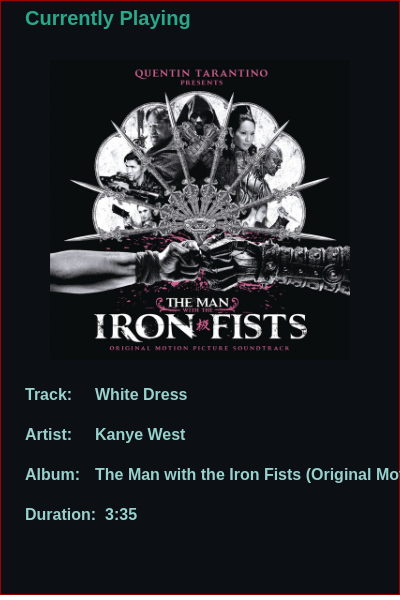 Currently Playing
QUENTIN TARANTINO
PRESENTS
THE MAN
WITH THE
IRON FISTS
ORIGINAL MOTION PICTURE SOUNDTRACK
Track: White Dress
Artist: Kanye West
Album: The Man with the Iron Fists (Original Mo
Duration: 3:35